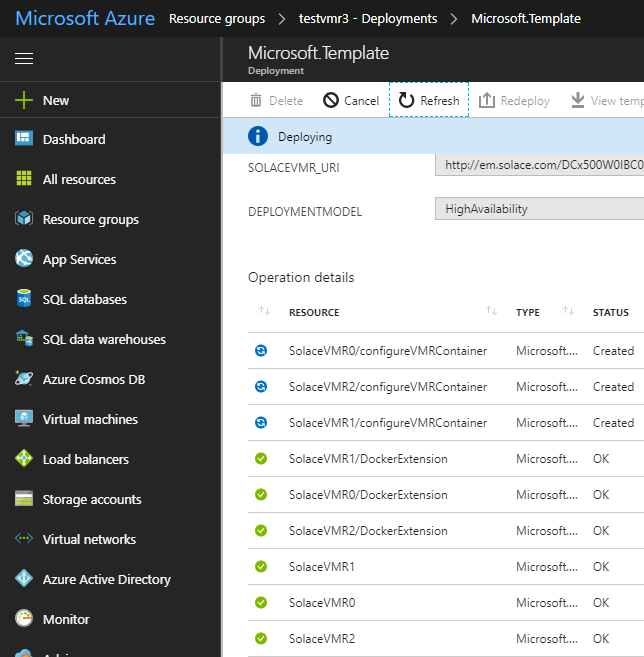 Microsoft Azure Resource groups > testvmr3 - Deployments > Microsoft.Template
Microsoft.Template
Deployment
New
Dashboard
All resources
Resource groups
App Services
SQL databases
SQL data warehouses
Azure Cosmos DB
Virtual machines
Load balancers
Storage accounts
Virtual networks
Azure Active Directory
Monitor
Delete Cancel Refresh Redeploy View temp
Deploying
SOLACEVMR_URI http://em.solace.com/DCx500W0IBC0
DEPLOYMENTMODEL HighAvailability
Operation details
RESOURCE TYPE STATUS
SolaceVMR0/configureVMRContainer Microsoft.... Created
SolaceVMR2/configureVMRContainer Microsoft.... Created
SolaceVMR1/configureVMRContainer Microsoft.... Created
SolaceVMR1/DockerExtension Microsoft.... OK
SolaceVMR0/DockerExtension Microsoft.... OK
SolaceVMR2/DockerExtension Microsoft.... OK
SolaceVMR1 Microsoft.... OK
SolaceVMR0 Microsoft.... OK
SolaceVMR2 Microsoft.... OK